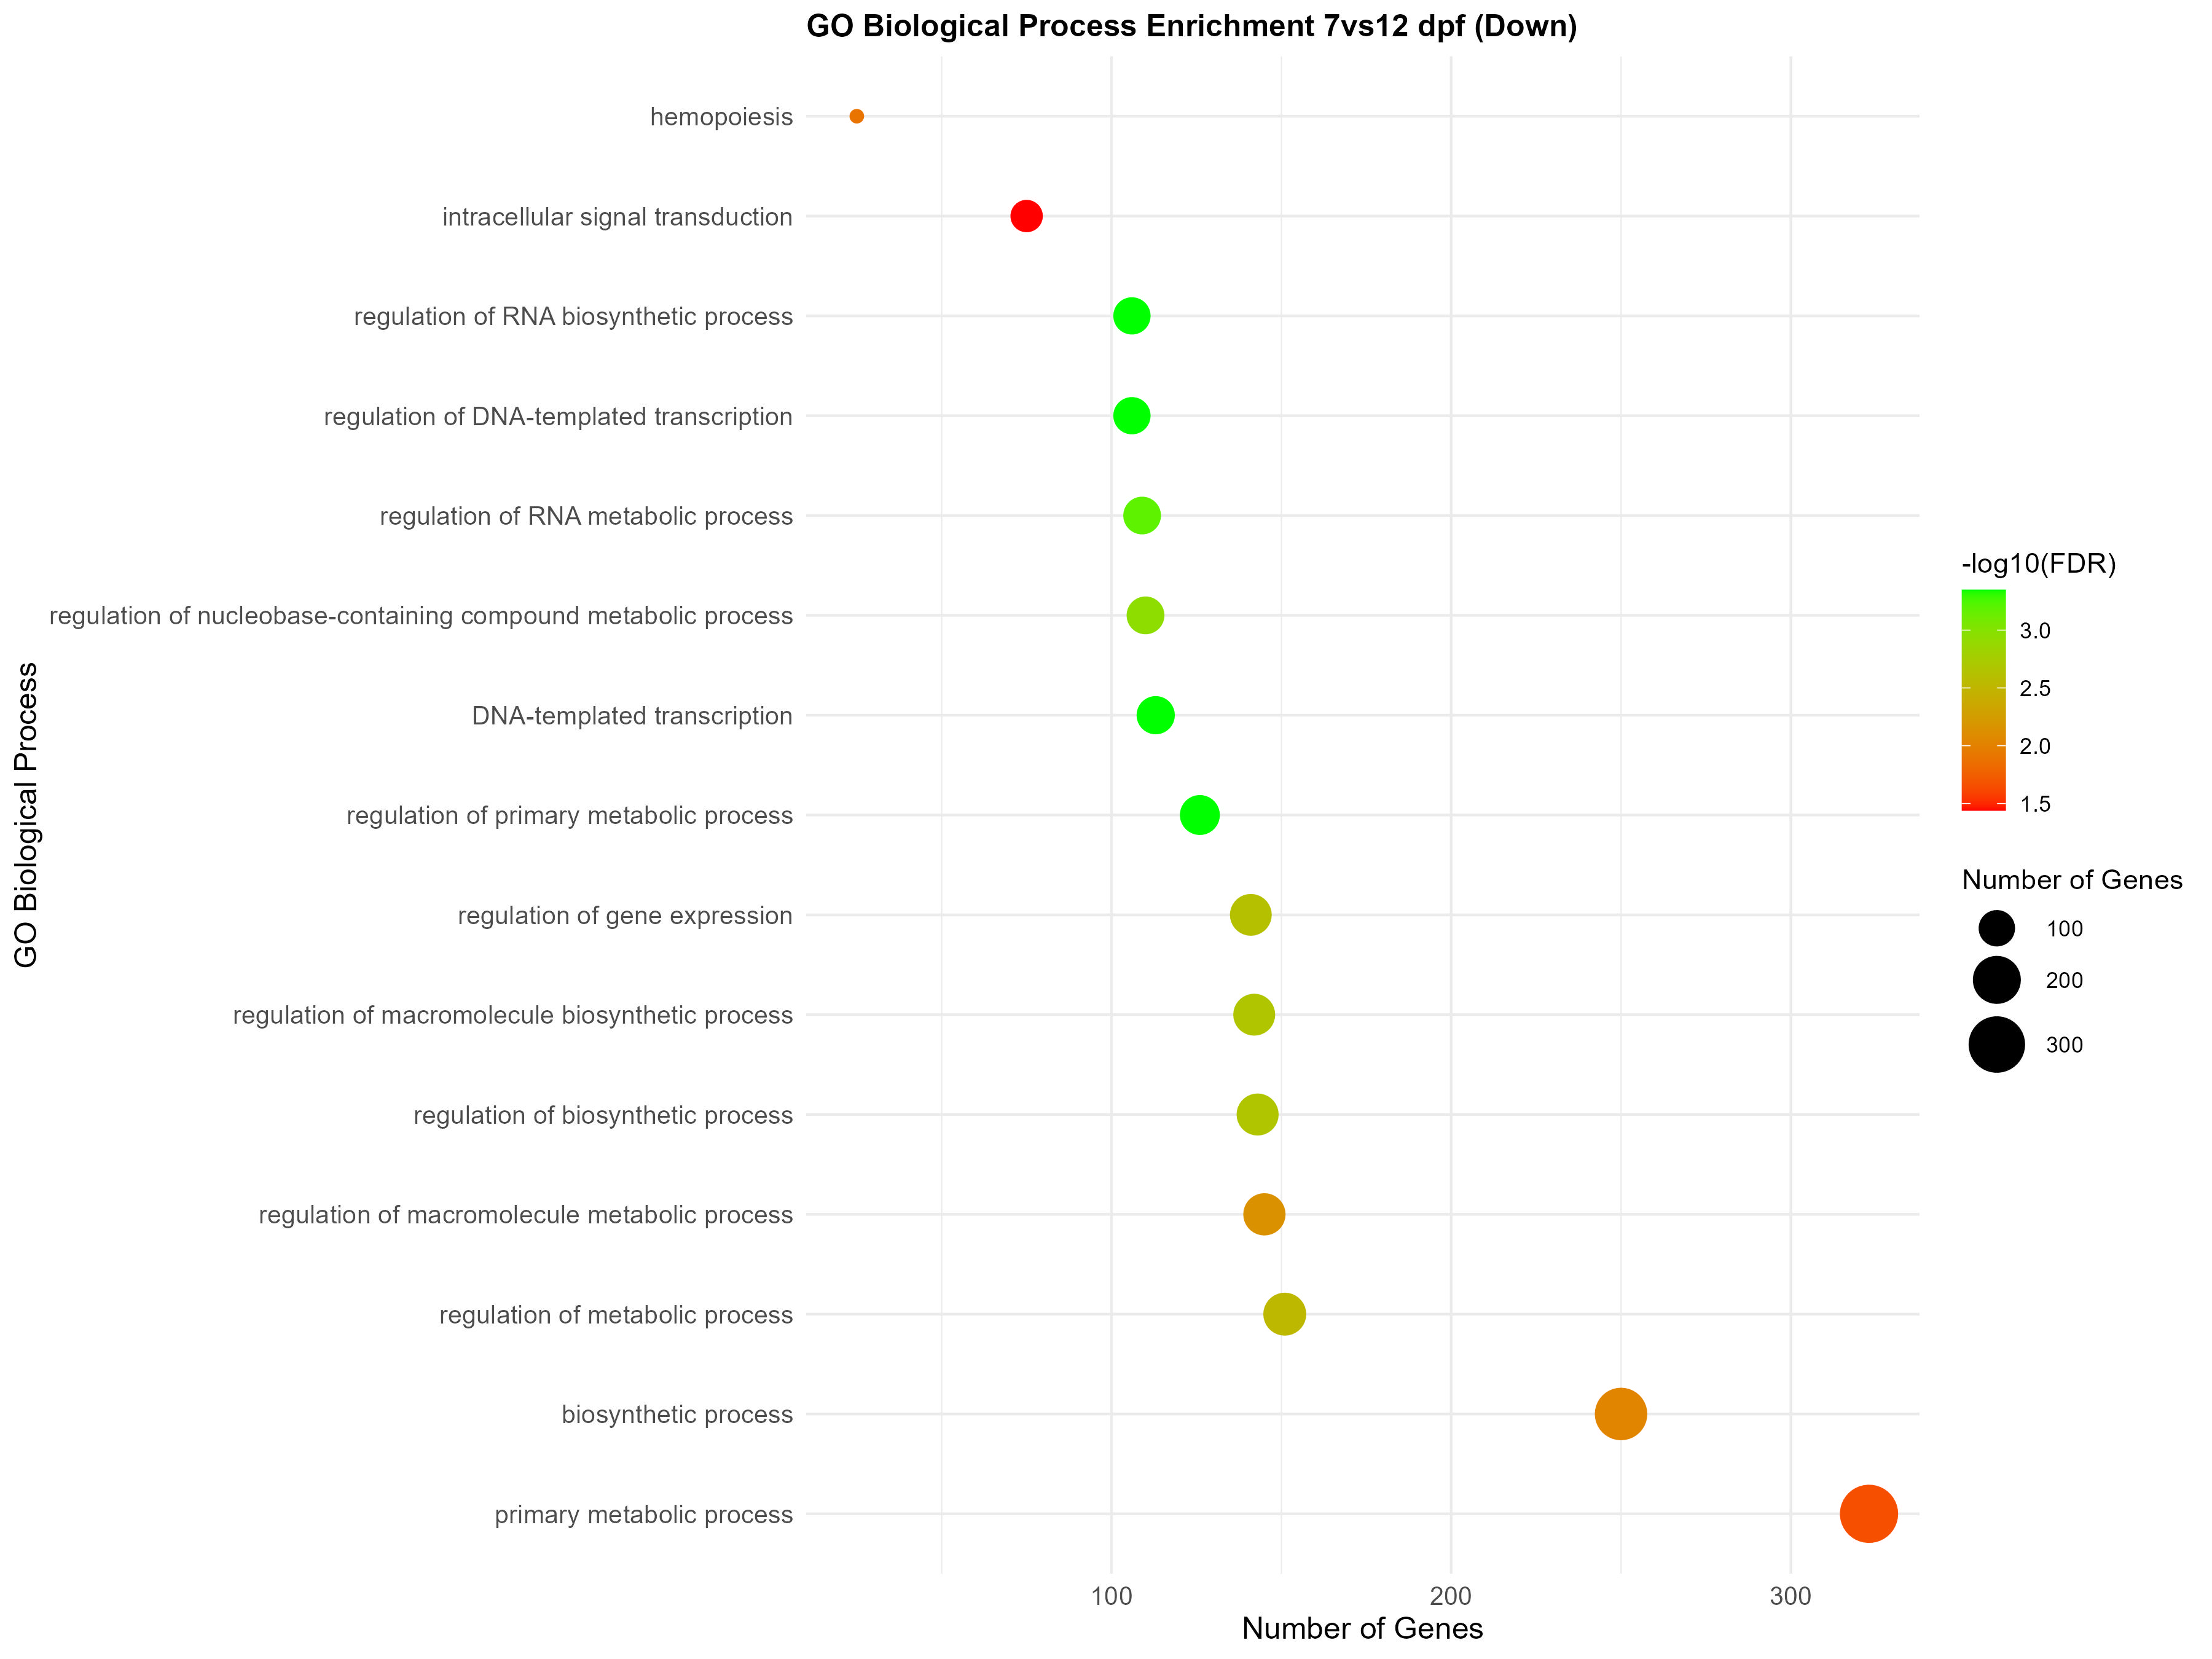 GO Biological Process Enrichment 7vs12 dpf (Down)
GO Biological Process
hemopoiesis
intracellular signal transduction
regulation of RNA biosynthetic process
regulation of DNA-templated transcription
regulation of RNA metabolic process
regulation of nucleobase-containing compound metabolic process
DNA-templated transcription
regulation of primary metabolic process
regulation of gene expression
regulation of macromolecule biosynthetic process
regulation of biosynthetic process
regulation of macromolecule metabolic process
regulation of metabolic process
biosynthetic process
primary metabolic process
100 200 300
Number of Genes
-log10(FDR)
3.0
2.5
2.0
1.5
Number of Genes
100
200
300